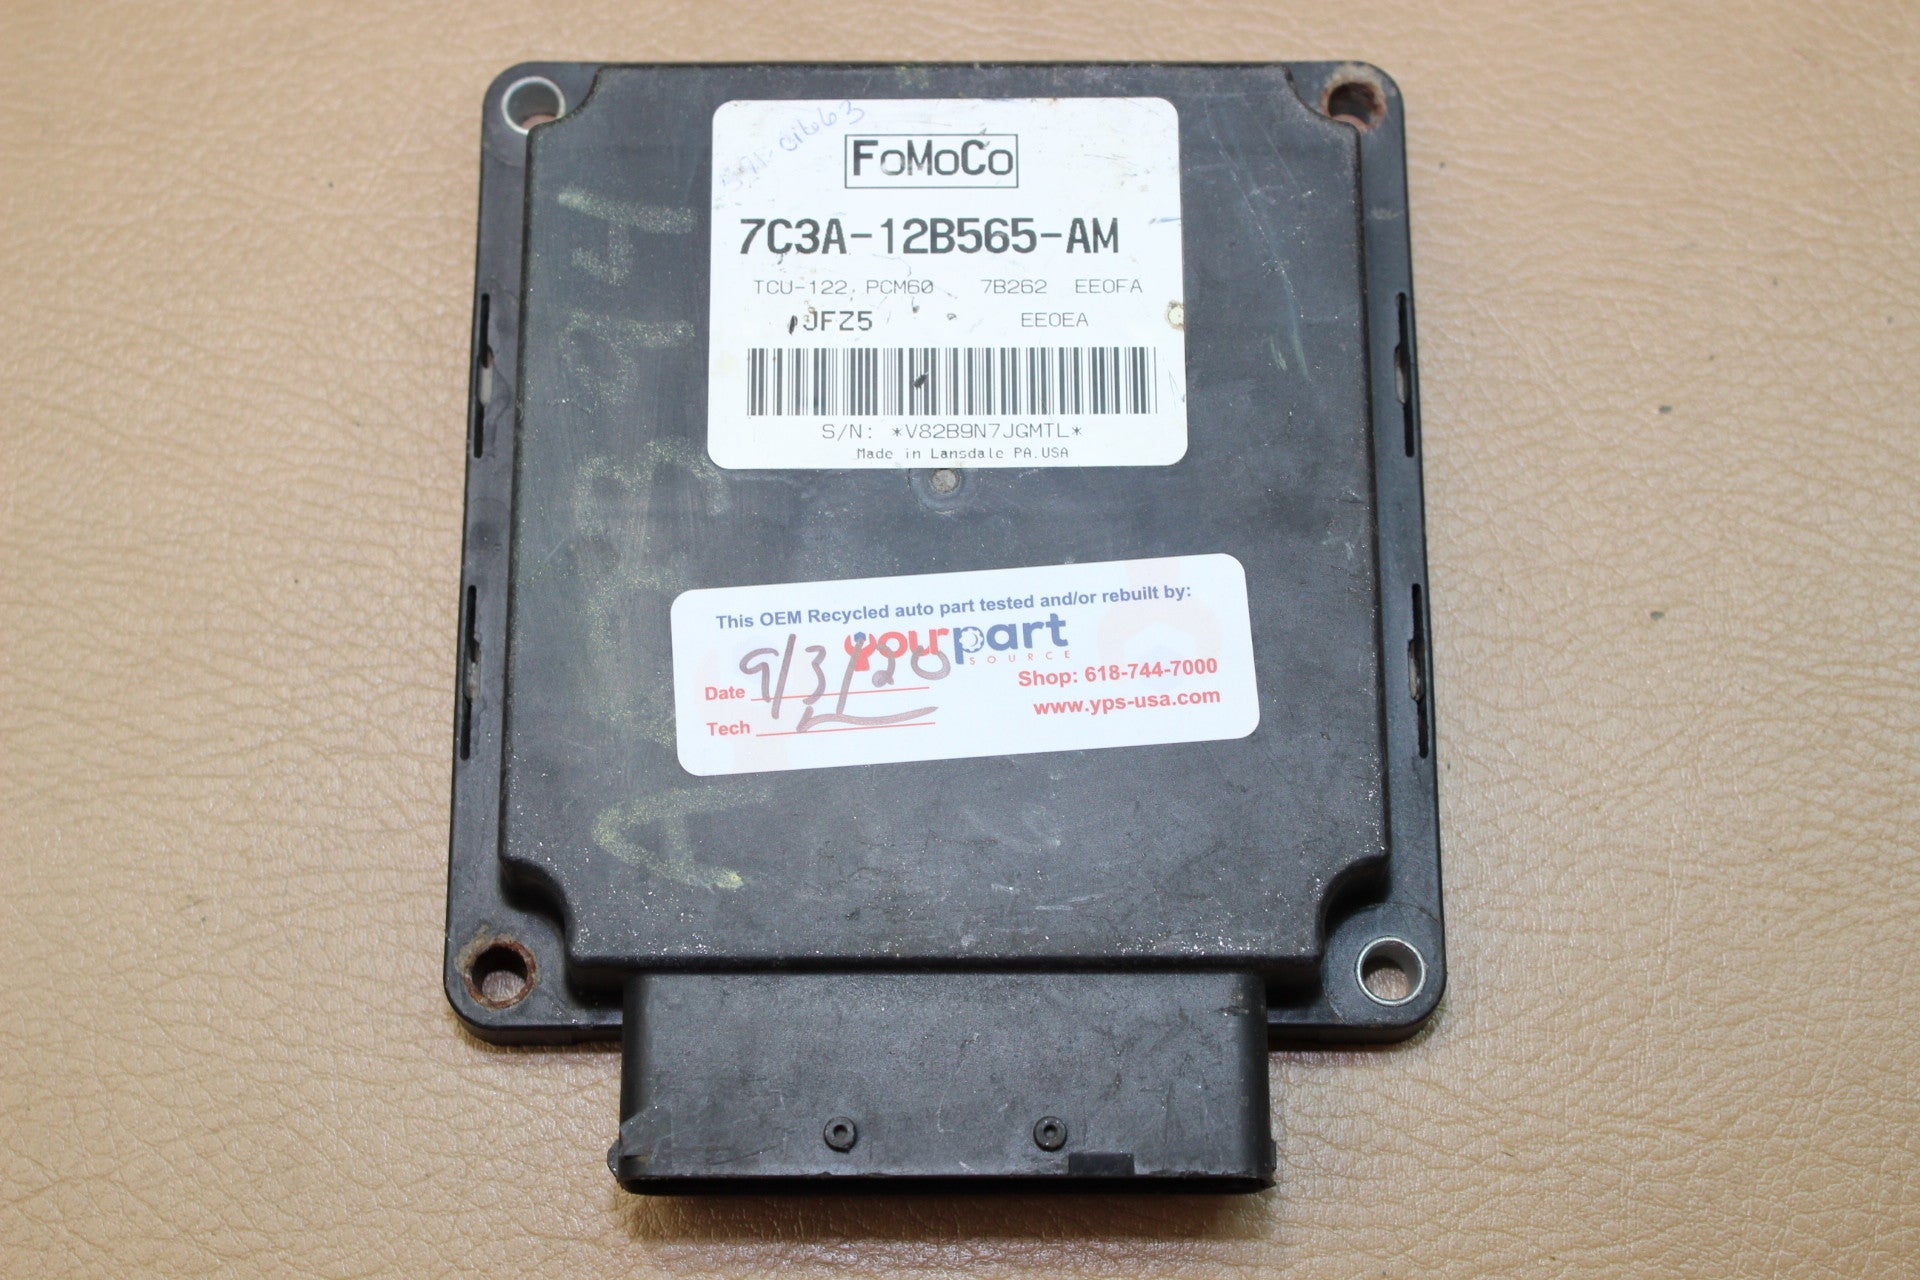 FoMoCo
7C3A-12B565-AM
TCU-122, PCM60 7B262 EE0FA
JFZ5 EE0EA
S/N: *V82B9N7JGMTL*
Made in Lansdale PA.USA
This OEM Recycled auto part tested and/or rebuilt by:
yourpart
SOURCE
Date 9/3/20
Shop: 618-744-7000
Tech
www.yps-usa.com